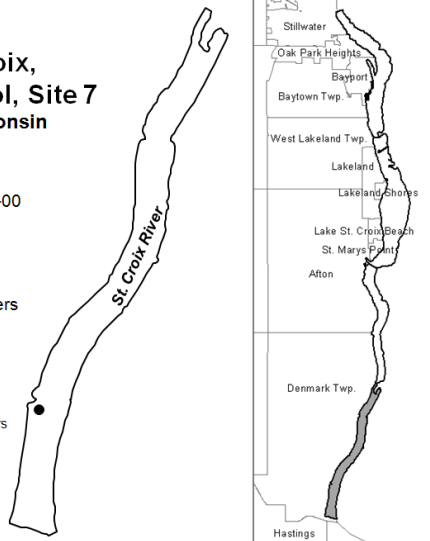 oix,
ol, Site 7
onsin
-00
ers
rs
St. Croix River
Stillwater
Oak Park Heights
Bayport
Baytown Twp.
West Lakeland Twp.
Lakeland
Lakeland Shores
Lake St. Croix Beach
St. Marys Point
Afton
Denmark Twp.
Hastings